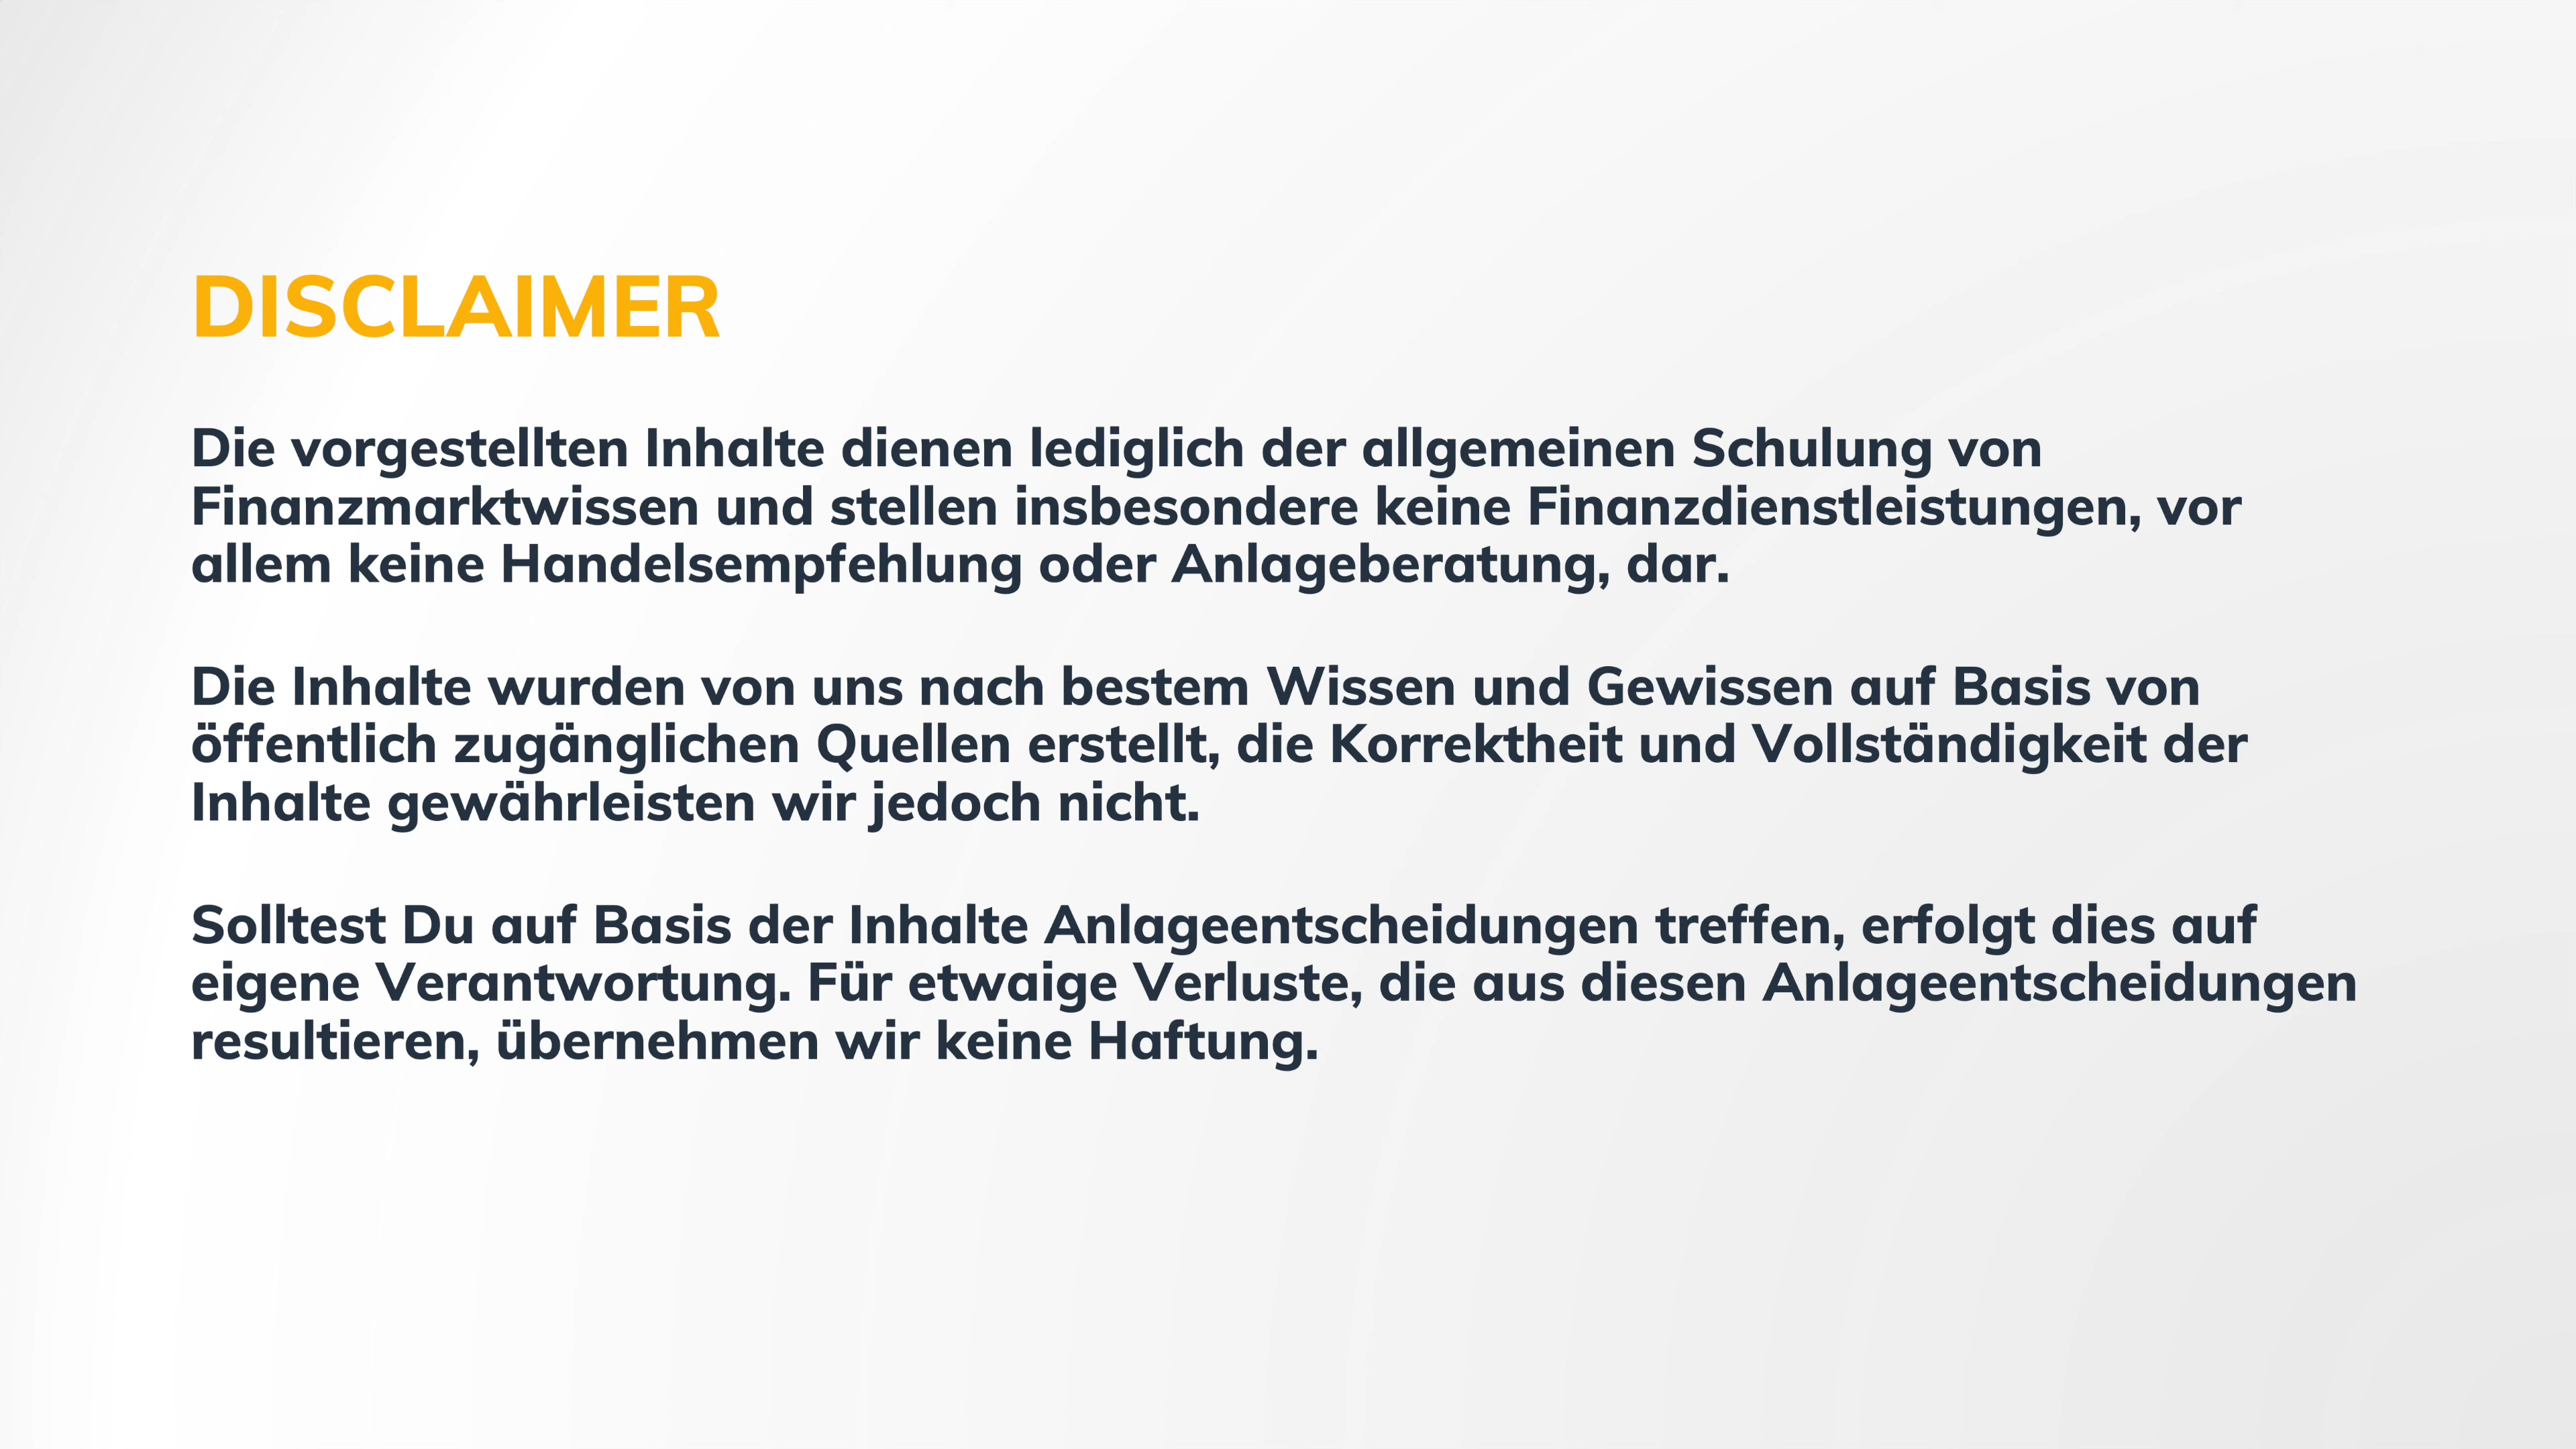 DISCLAIMER
Die vorgestellten Inhalte dienen lediglich der allgemeinen Schulung von
Finanzmarktwissen und stellen insbesondere keine Finanzdienstleistungen, vor
allem keine Handelsempfehlung oder Anlageberatung, dar.
Die Inhalte wurden von uns nach bestem Wissen und Gewissen auf Basis von
öffentlich zugänglichen Quellen erstellt, die Korrektheit und Vollständigkeit der
Inhalte gewährleisten wir jedoch nicht.
Solltest Du auf Basis der Inhalte Anlageentscheidungen treffen, erfolgt dies auf
eigene Verantwortung. Für etwaige Verluste, die aus diesen Anlageentscheidungen
resultieren, übernehmen wir keine Haftung.